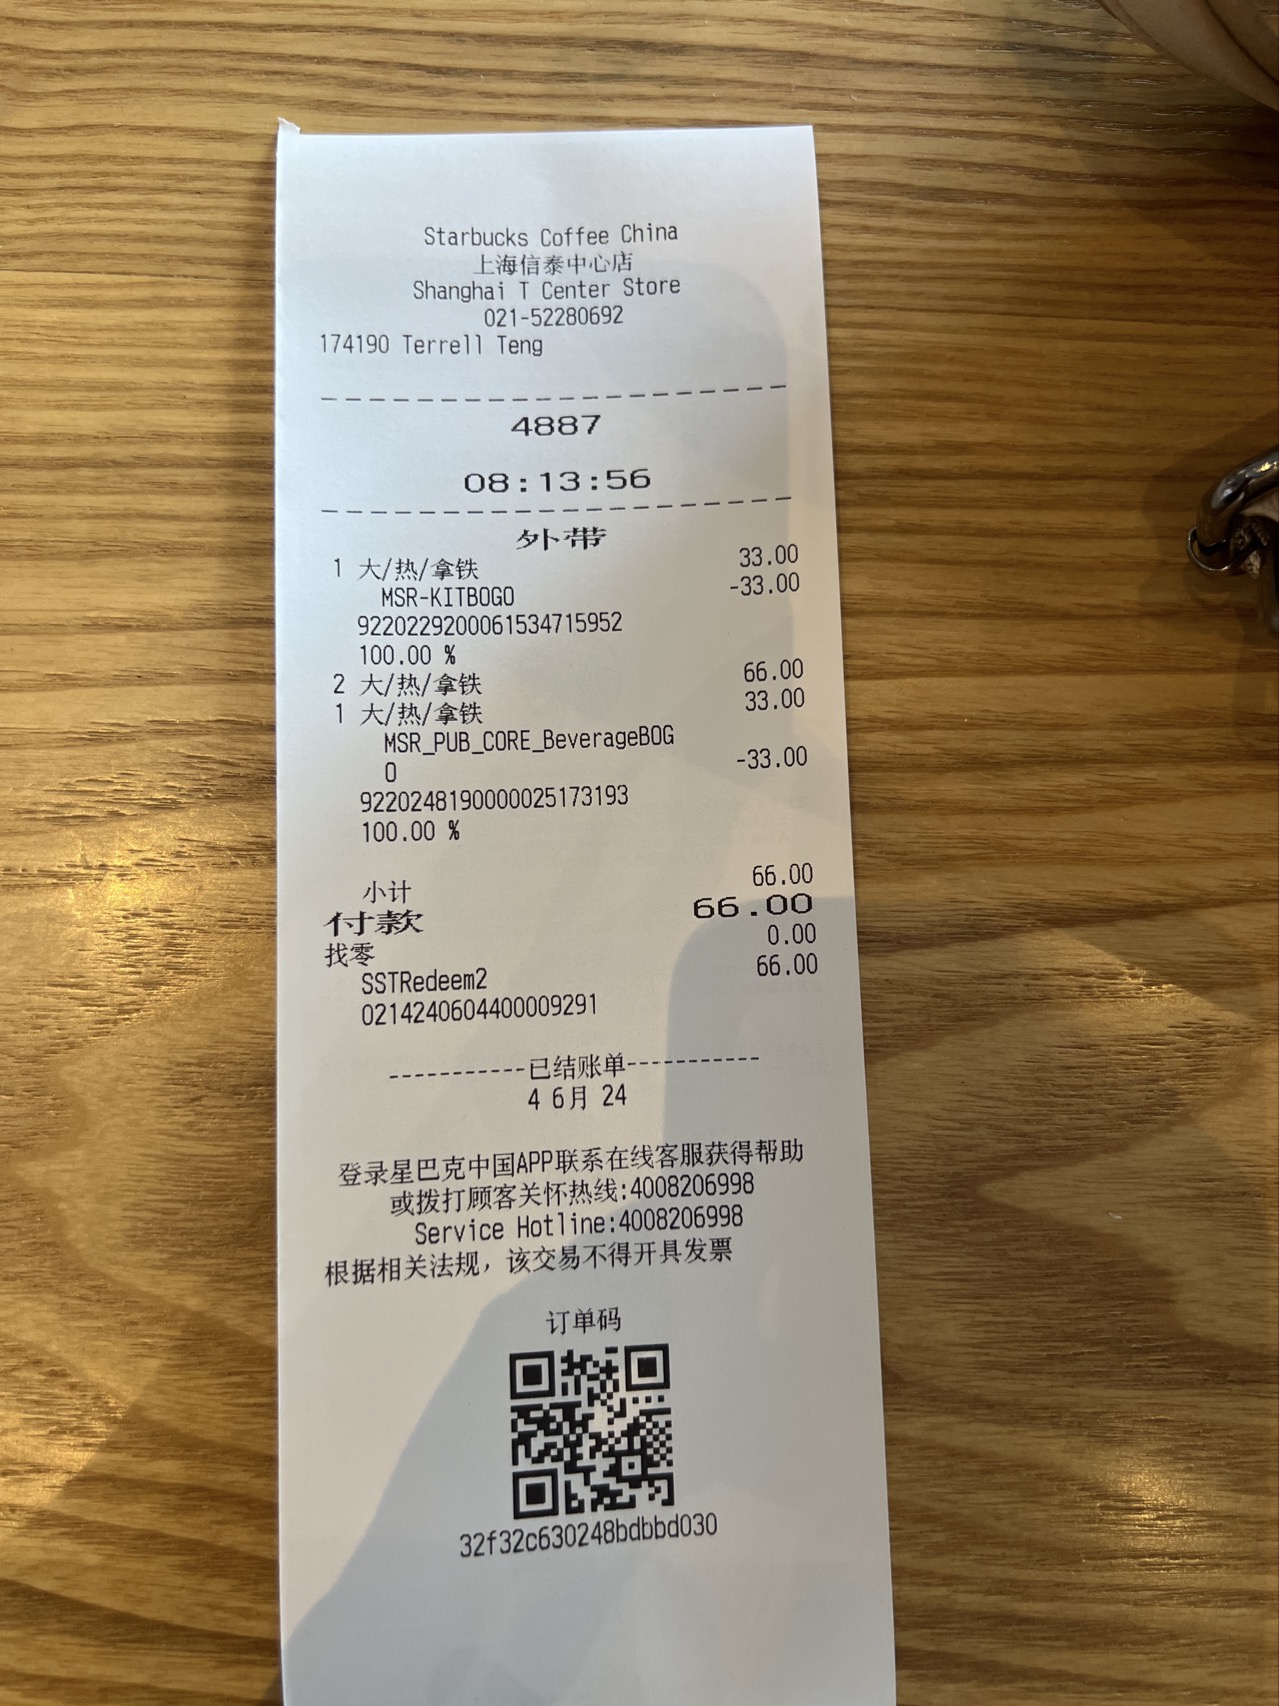 Starbucks Coffee China
上海信泰中心店
Shanghai T Center Store
021-52280692
174190 Terrell Teng
4887
08:13:56
外带
1 大/热/拿铁 33.00
MSR-KITBOGO -33.00
9220229200061534715952
100.00 %
2 大/热/拿铁 66.00
1 大/热/拿铁 33.00
MSR_PUB_CORE_BeverageBOG
O -33.00
9220248190000025173193
100.00 %
小计 66.00
付款 66.00
找零 0.00
SSTRedeem2 66.00
0214240604400009291
-----------已结账单-----------
4 6月 24
登录星巴克中国APP联系在线客服获得帮助
或拨打顾客关怀热线:4008206998
Service Hotline:4008206998
根据相关法规，该交易不得开具发票
订单码
32f32c630248bdbbd030